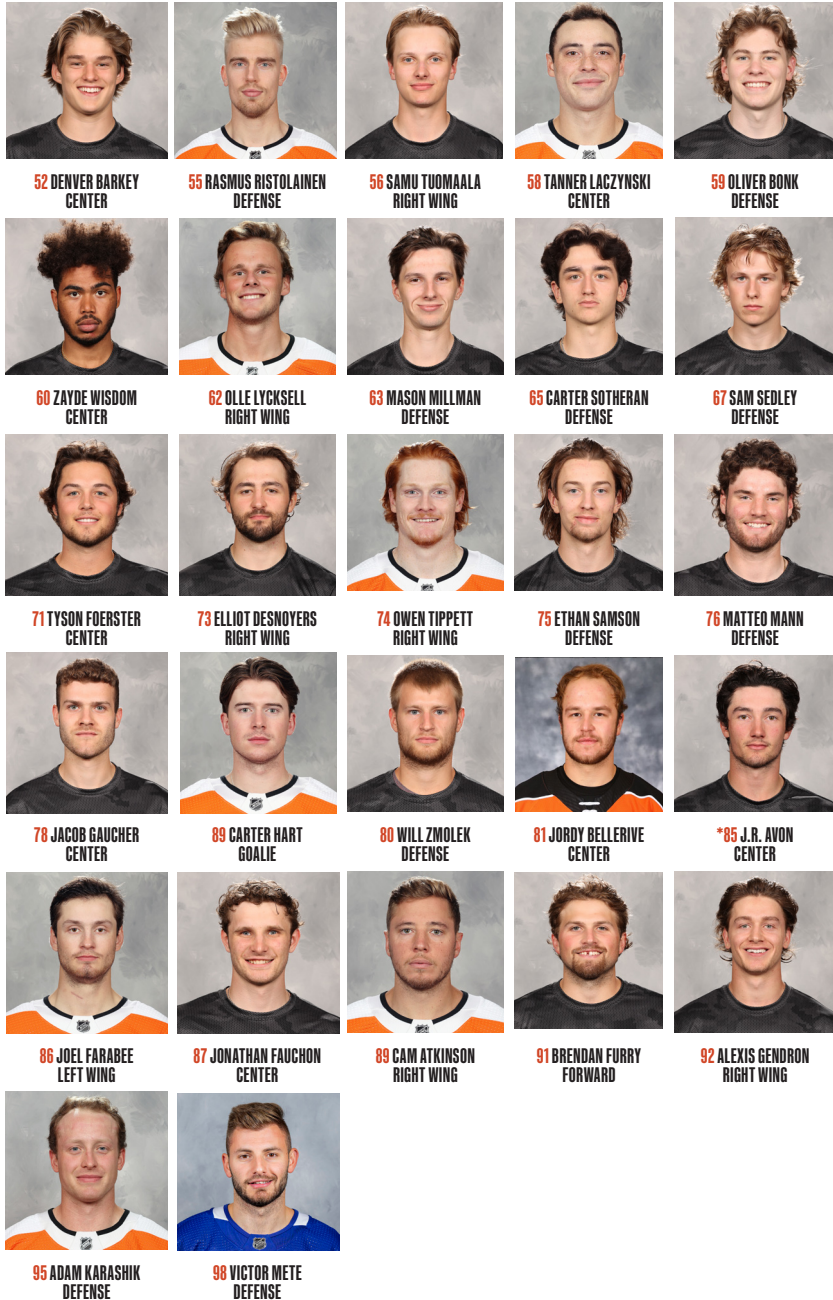 52 DENVER BARKEY
CENTER
55 RASMUS RISTOLAINEN
DEFENSE
56 SAMU TUOMAALA
RIGHT WING
58 TANNER LACZYNSKI
CENTER
59 OLIVER BONK
DEFENSE
60 ZAYDE WISDOM
CENTER
62 OLLE LYCKSELL
RIGHT WING
63 MASON MILLMAN
DEFENSE
65 CARTER SOTHERAN
DEFENSE
67 SAM SEDLEY
DEFENSE
71 TYSON FOERSTER
CENTER
73 ELLIOT DESNOYERS
RIGHT WING
74 OWEN TIPPETT
RIGHT WING
75 ETHAN SAMSON
DEFENSE
76 MATTEO MANN
DEFENSE
78 JACOB GAUCHER
CENTER
89 CARTER HART
GOALIE
80 WILL ZMOLEK
DEFENSE
81 JORDY BELLERIVE
CENTER
*85 J.R. AVON
CENTER
86 JOEL FARABEE
LEFT WING
87 JONATHAN FAUCHON
CENTER
89 CAM ATKINSON
RIGHT WING
91 BRENDAN FURRY
FORWARD
92 ALEXIS GENDRON
RIGHT WING
95 ADAM KARASHIK
DEFENSE
98 VICTOR METE
DEFENSE